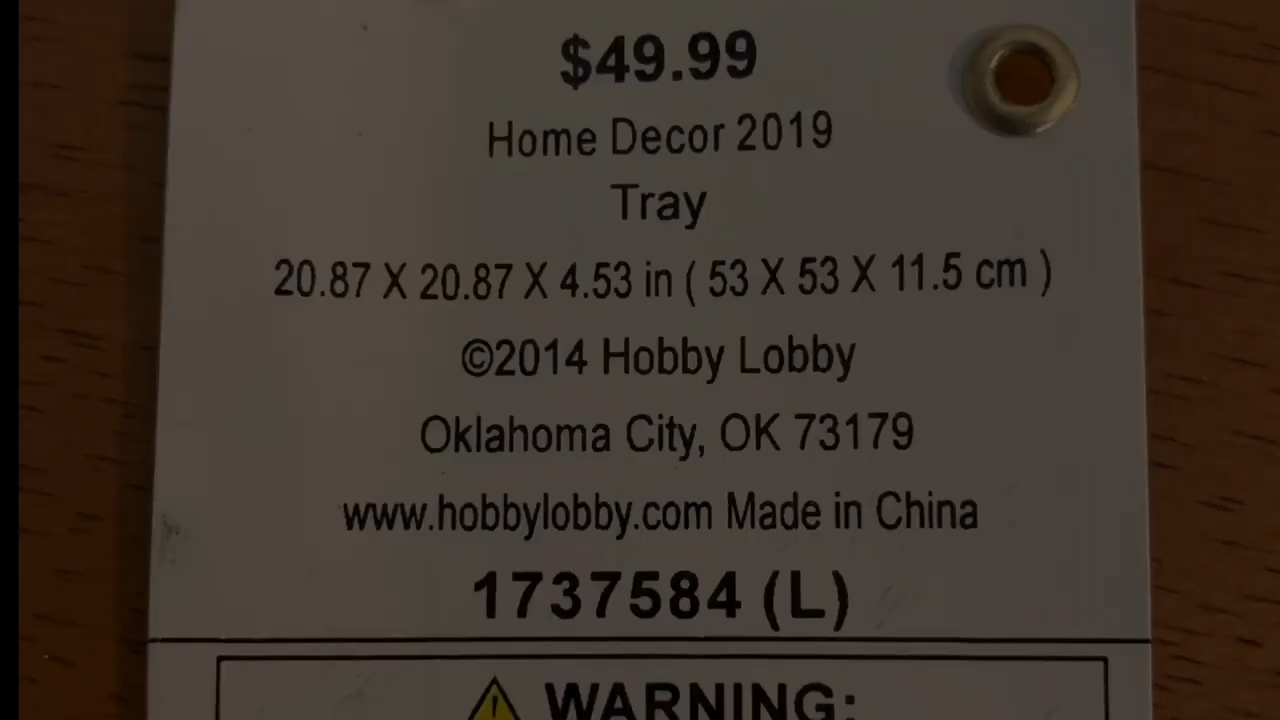 $49.99
Home Decor 2019
Tray
20.87 X 20.87 X 4.53 in ( 53 X 53 X 11.5 cm )
©2014 Hobby Lobby
Oklahoma City, OK 73179
www.hobbylobby.com Made in China
1737584 (L)
WARNING: